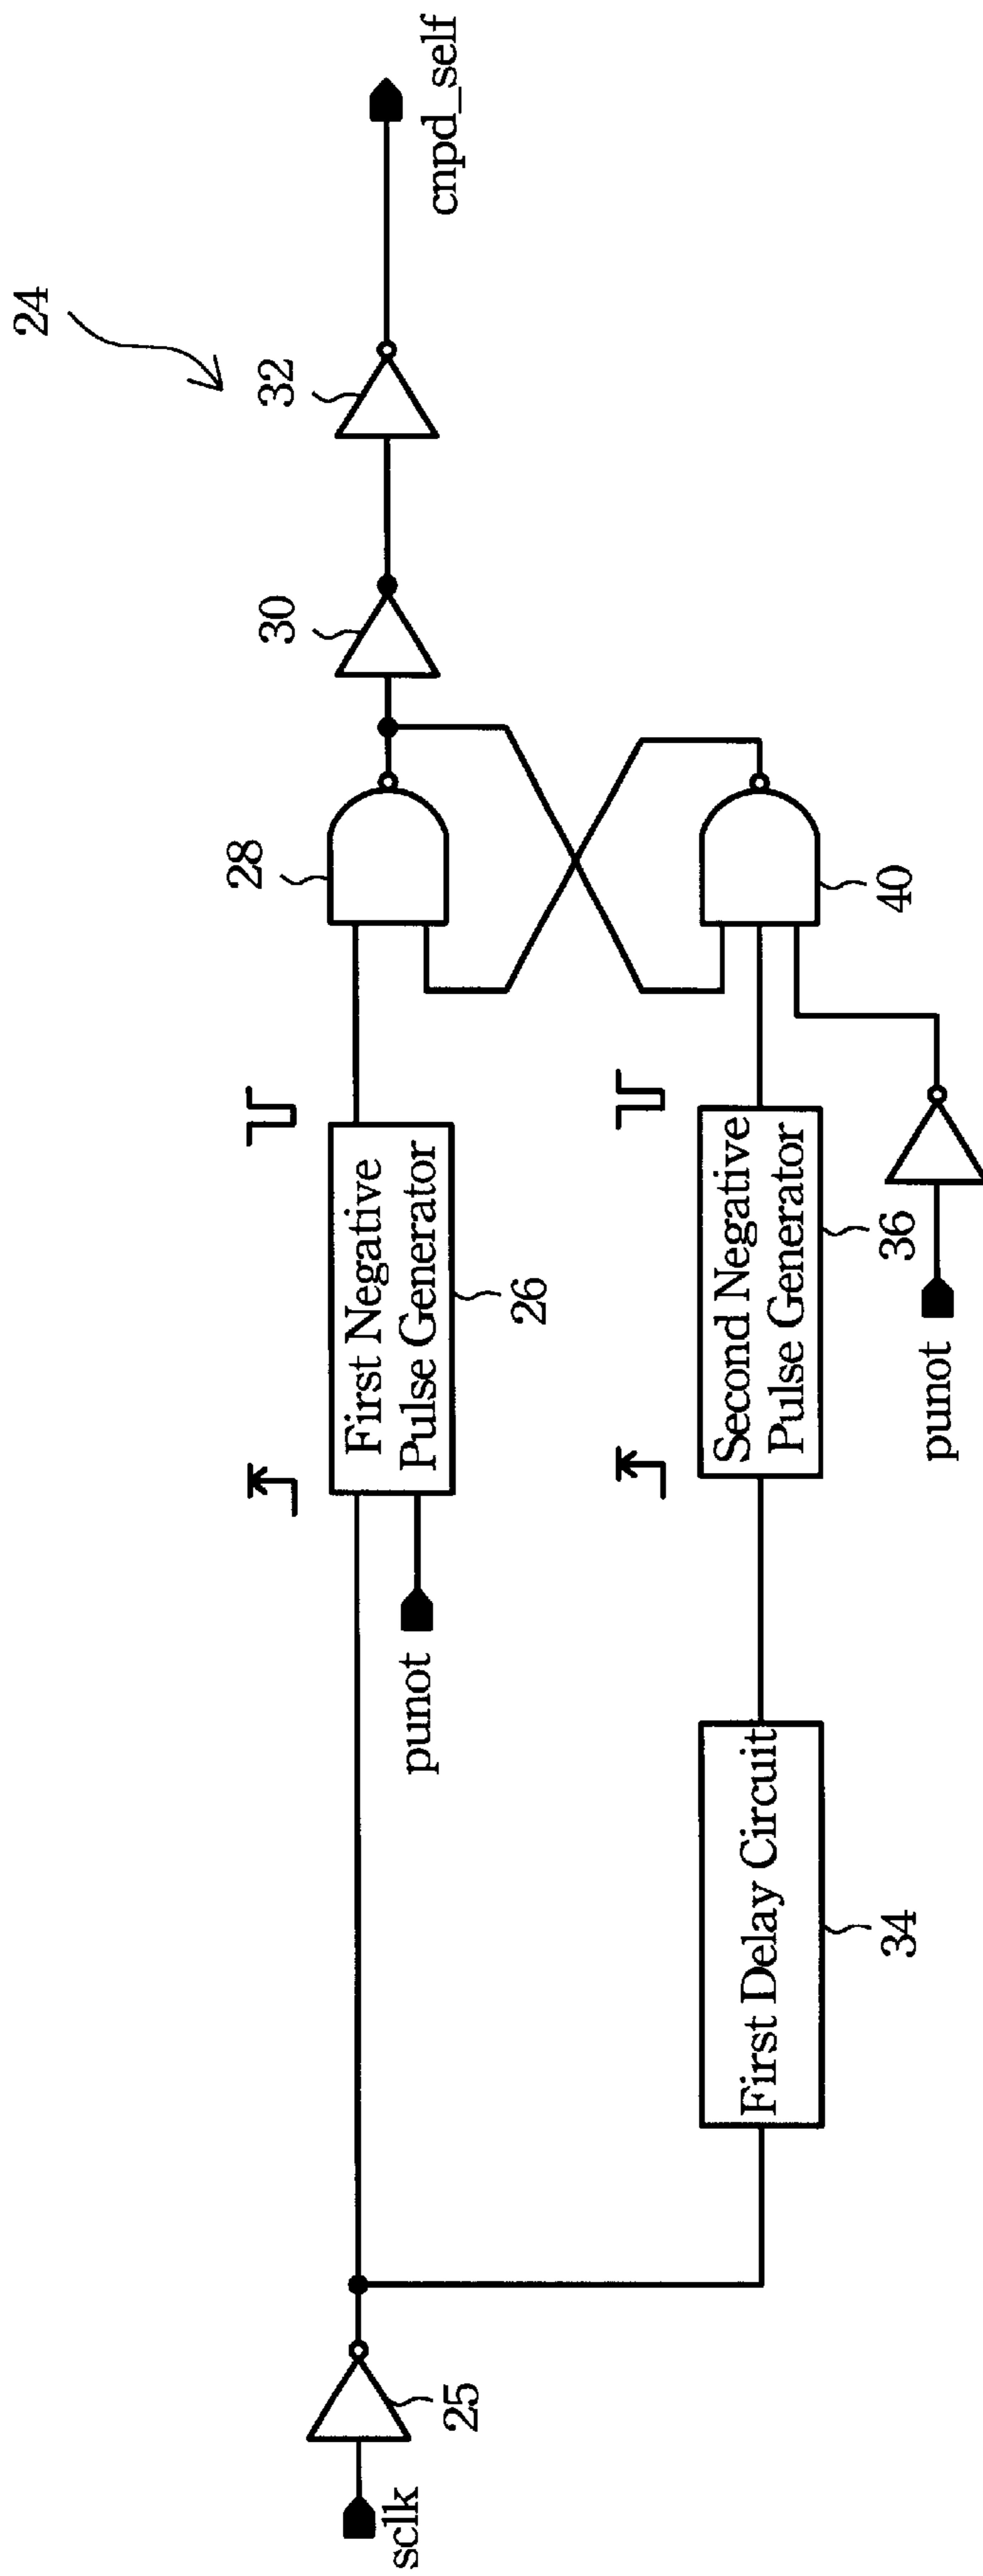 24
sclk
25
punot
First Negative
Pulse Generator
26
28
30
32
cnpd_self
First Delay Circuit
34
Second Negative
Pulse Generator
36
punot
40